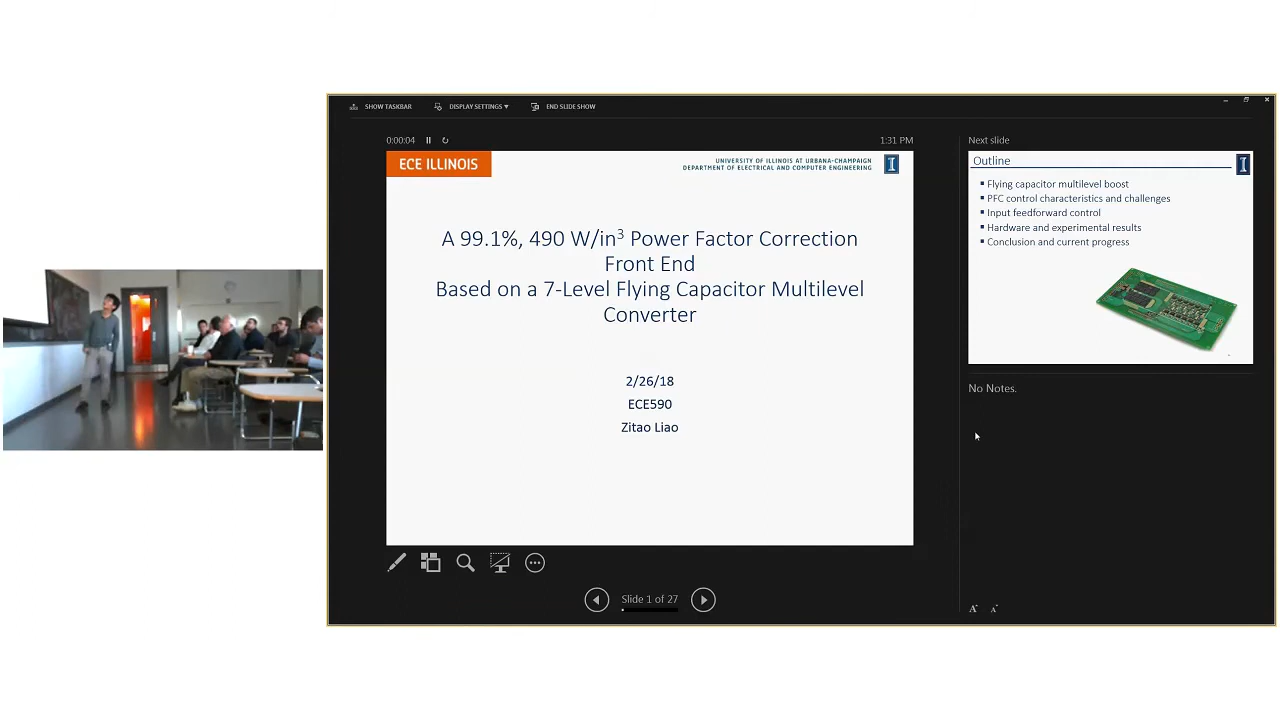 SHOW TASKBAR
DISPLAY SETTINGS ▼
END SLIDE SHOW
0:00:04
1:31 PM
ECE ILLINOIS
UNIVERSITY OF ILLINOIS AT URBANA-CHAMPAIGN
DEPARTMENT OF ELECTRICAL AND COMPUTER ENGINEERING
I
A 99.1%, 490 W/in³ Power Factor Correction
Front End
Based on a 7-Level Flying Capacitor Multilevel
Converter
2/26/18
ECE590
Zitao Liao
Slide 1 of 27
Next slide
Outline
I
▪ Flying capacitor multilevel boost
▪ PFC control characteristics and challenges
▪ Input feedforward control
▪ Hardware and experimental results
▪ Conclusion and current progress
No Notes.
A A